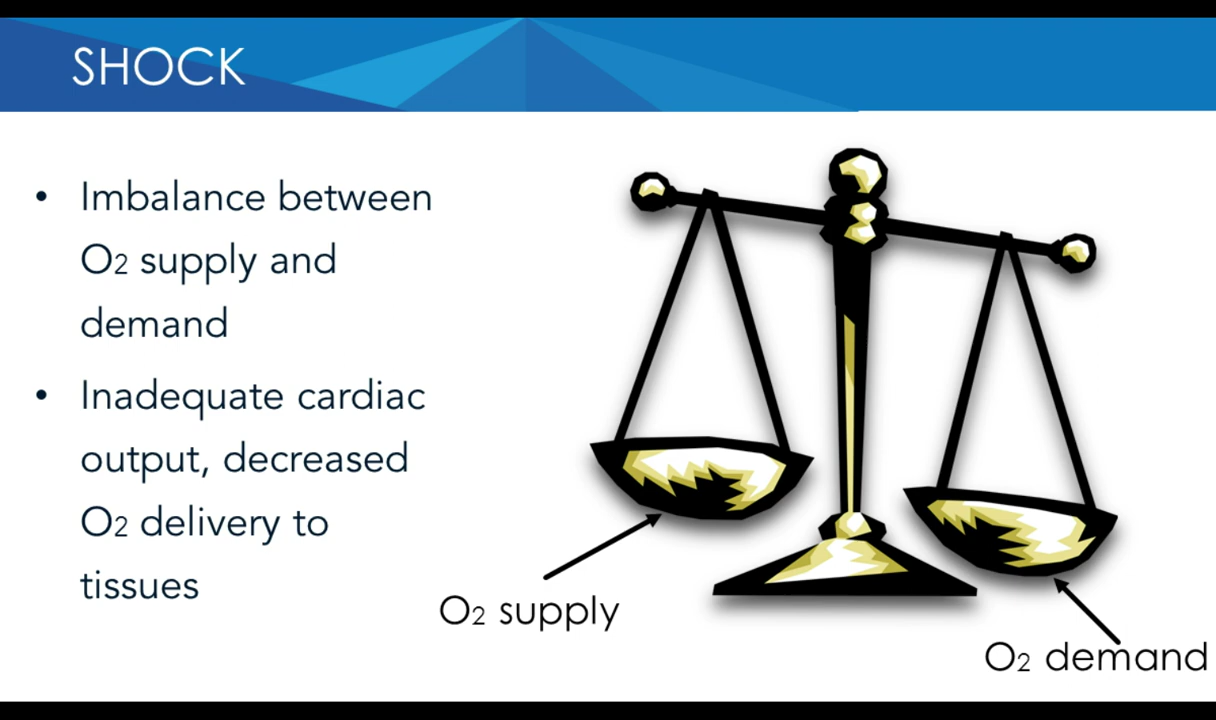 SHOCK
• Imbalance between
O2 supply and
demand
• Inadequate cardiac
output, decreased
O2 delivery to
tissues
O2 supply
O2 demand